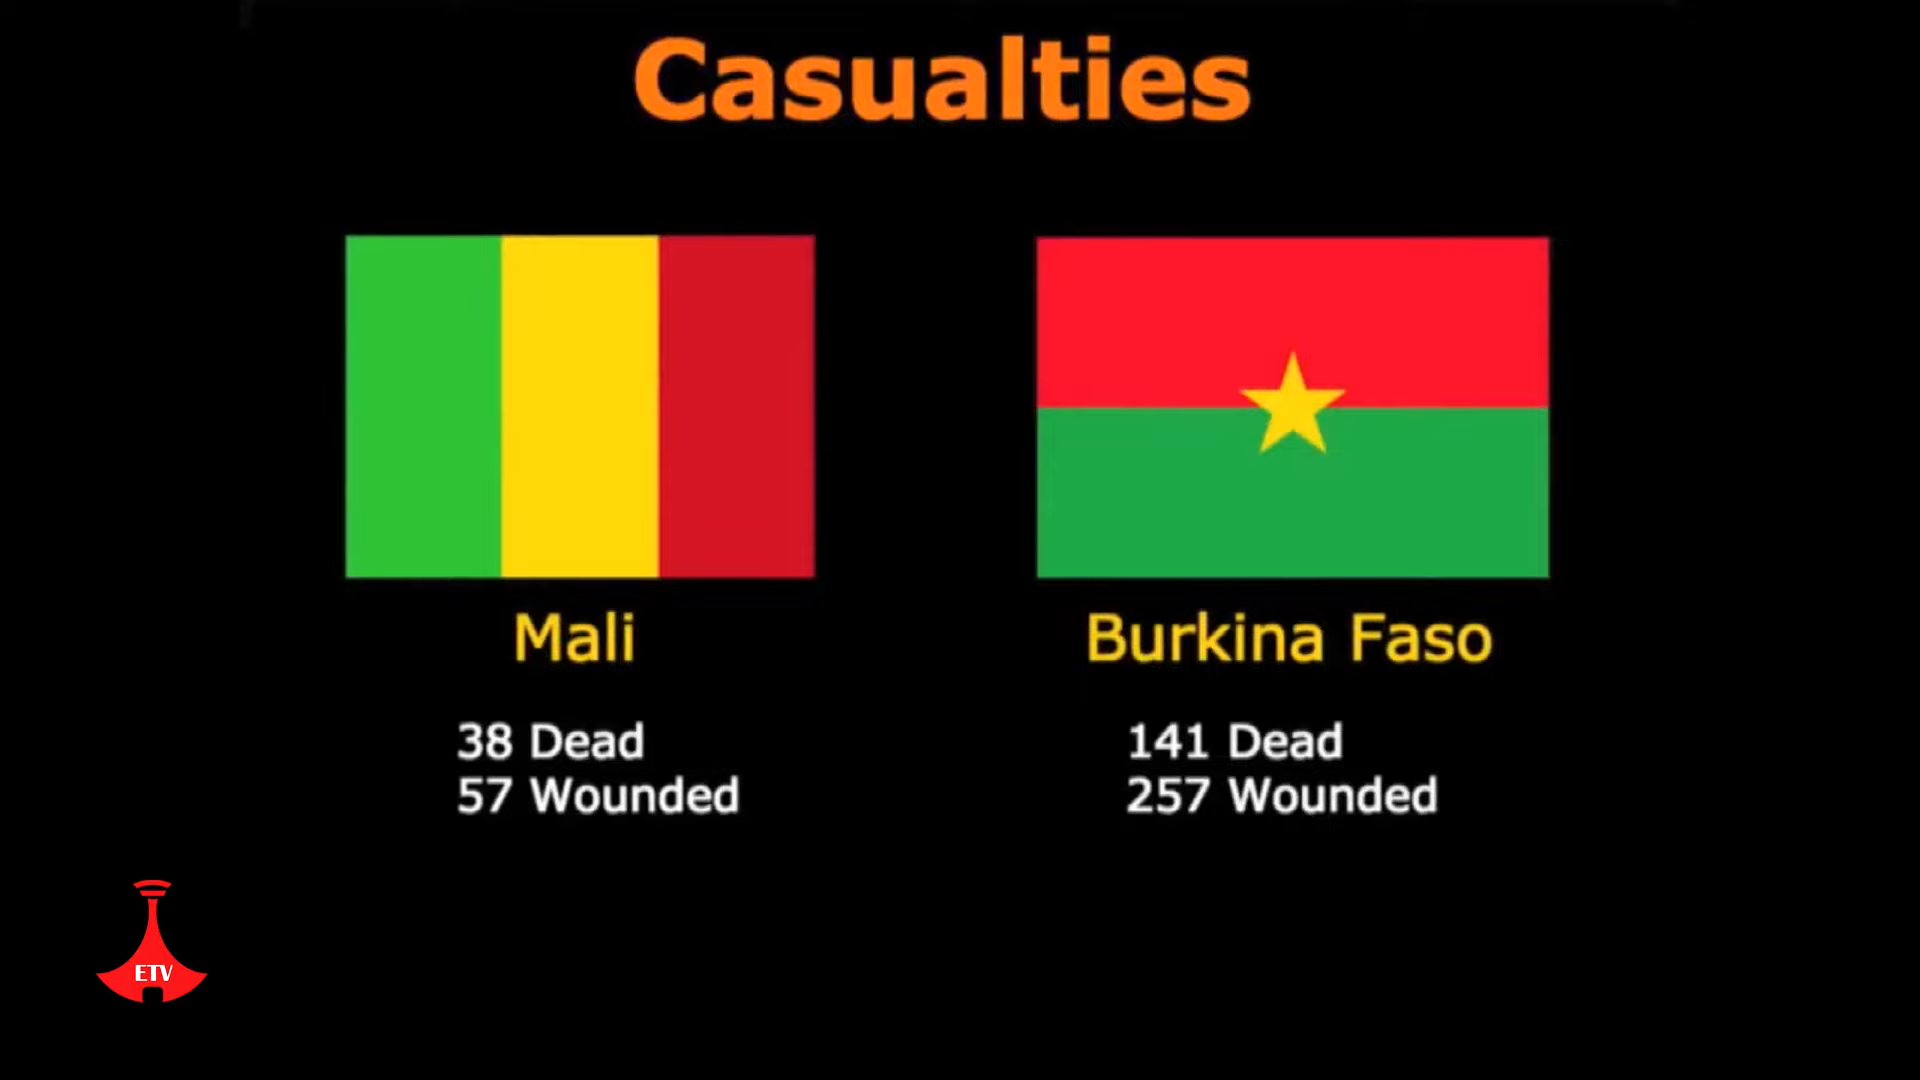 Casualties
Mali
Burkina Faso
38 Dead
57 Wounded
141 Dead
257 Wounded
ETV